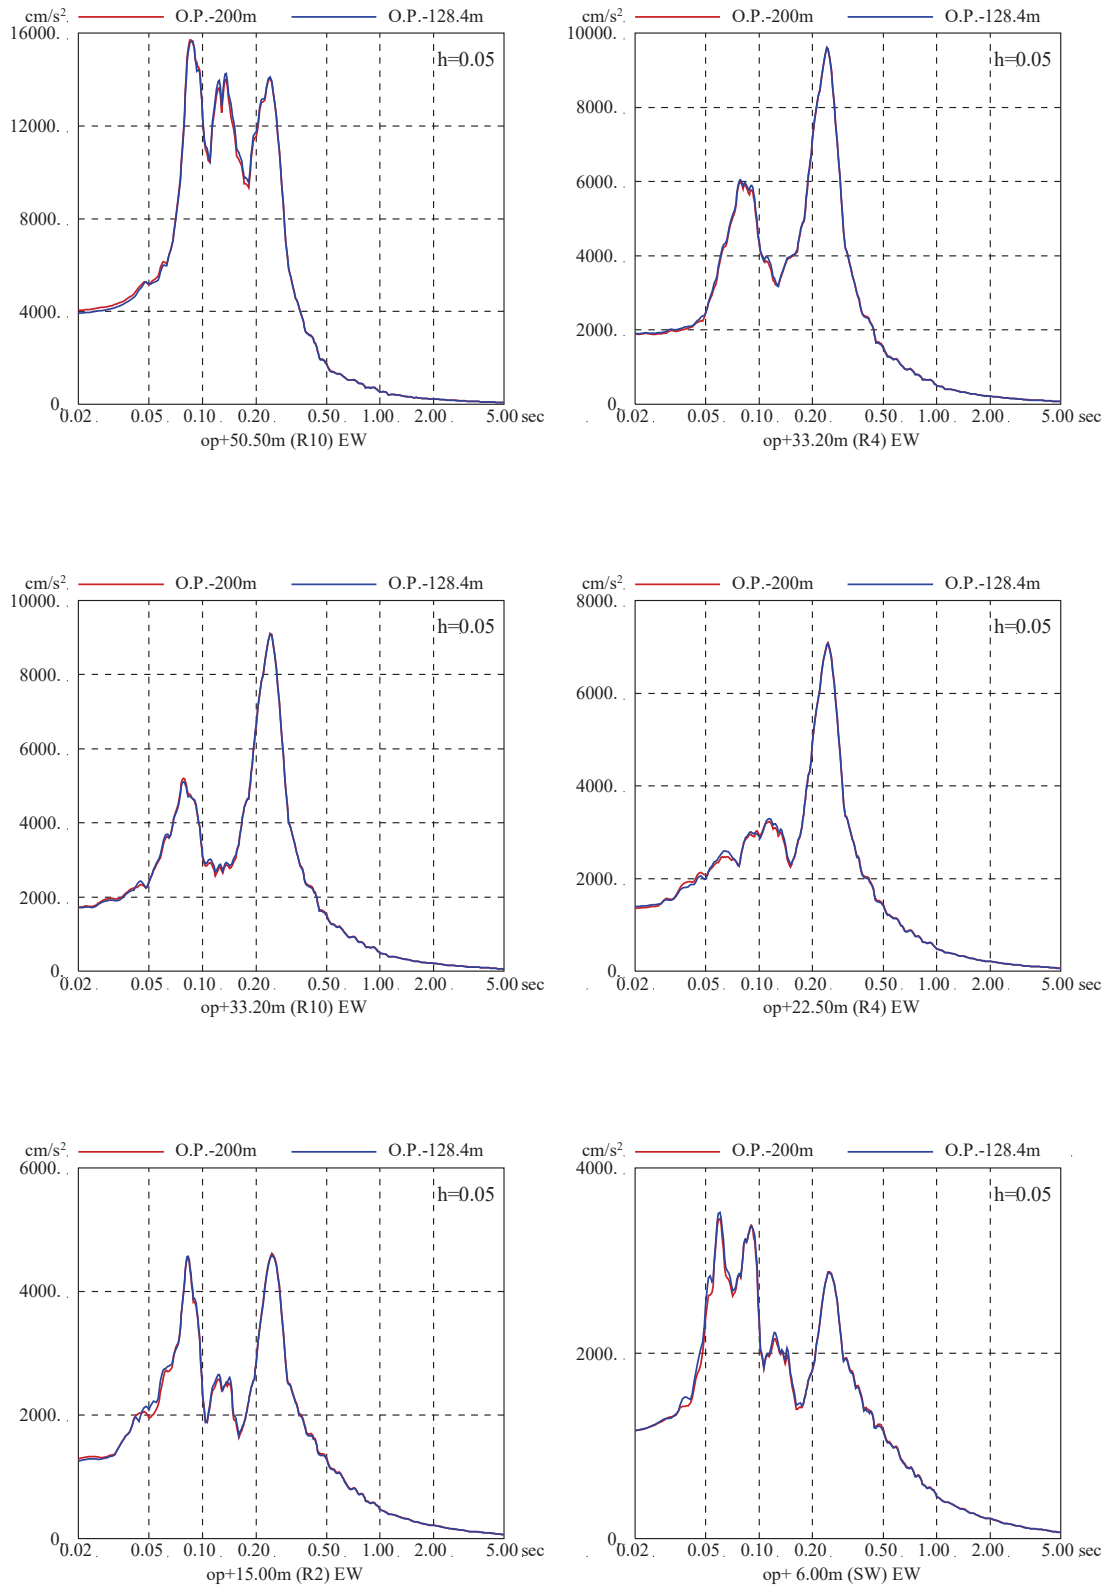 cm/s². O.P.-200m O.P.-128.4m
16000.
h=0.05
12000.
8000.
4000.
0.
0.02 0.05 0.10 0.20 0.50 1.00 2.00 5.00 sec
op+50.50m (R10) EW
cm/s². O.P.-200m O.P.-128.4m
10000.
h=0.05
8000.
6000.
4000.
2000.
0.
0.02 0.05 0.10 0.20 0.50 1.00 2.00 5.00 sec
op+33.20m (R4) EW
cm/s². O.P.-200m O.P.-128.4m
10000.
h=0.05
8000.
6000.
4000.
2000.
0.
0.02 0.05 0.10 0.20 0.50 1.00 2.00 5.00 sec
op+33.20m (R10) EW
cm/s². O.P.-200m O.P.-128.4m
8000.
h=0.05
6000.
4000.
2000.
0.
0.02 0.05 0.10 0.20 0.50 1.00 2.00 5.00 sec
op+22.50m (R4) EW
cm/s². O.P.-200m O.P.-128.4m
6000.
h=0.05
4000.
2000.
0.
0.02 0.05 0.10 0.20 0.50 1.00 2.00 5.00 sec
op+15.00m (R2) EW
cm/s². O.P.-200m O.P.-128.4m
4000.
h=0.05
2000.
0.
0.02 0.05 0.10 0.20 0.50 1.00 2.00 5.00 sec
op+ 6.00m (SW) EW